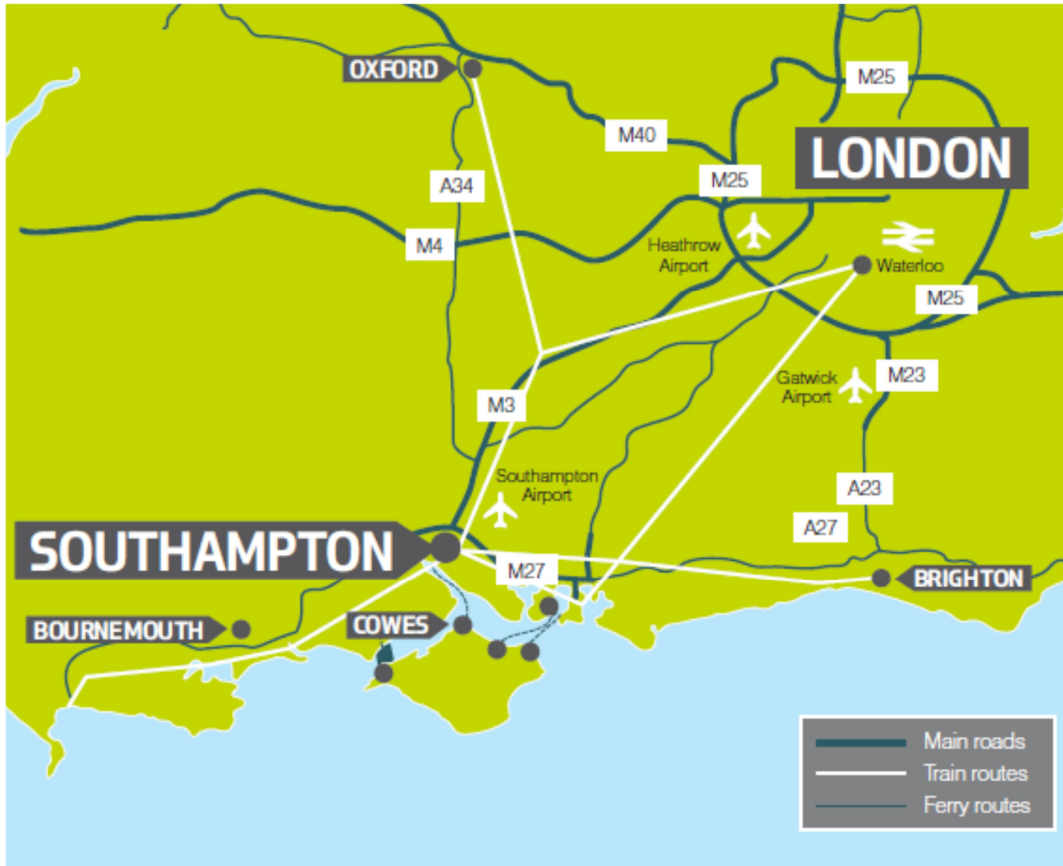 OXFORD
M25
M40
LONDON
M25
A34
M4
Heathrow
Airport
Waterloo
M25
Gatwick
Airport
M23
M3
Southampton
Airport
A23
A27
SOUTHAMPTON
M27
BRIGHTON
BOURNEMOUTH
COWES
Main roads
Train routes
Ferry routes